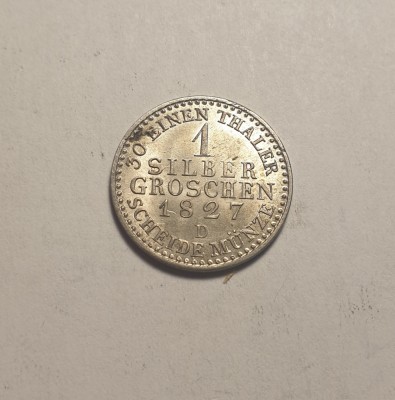 30 EINEN THALER
1
SILBER
GROSCHEN
1827
D
SCHEIDE MÜNZE